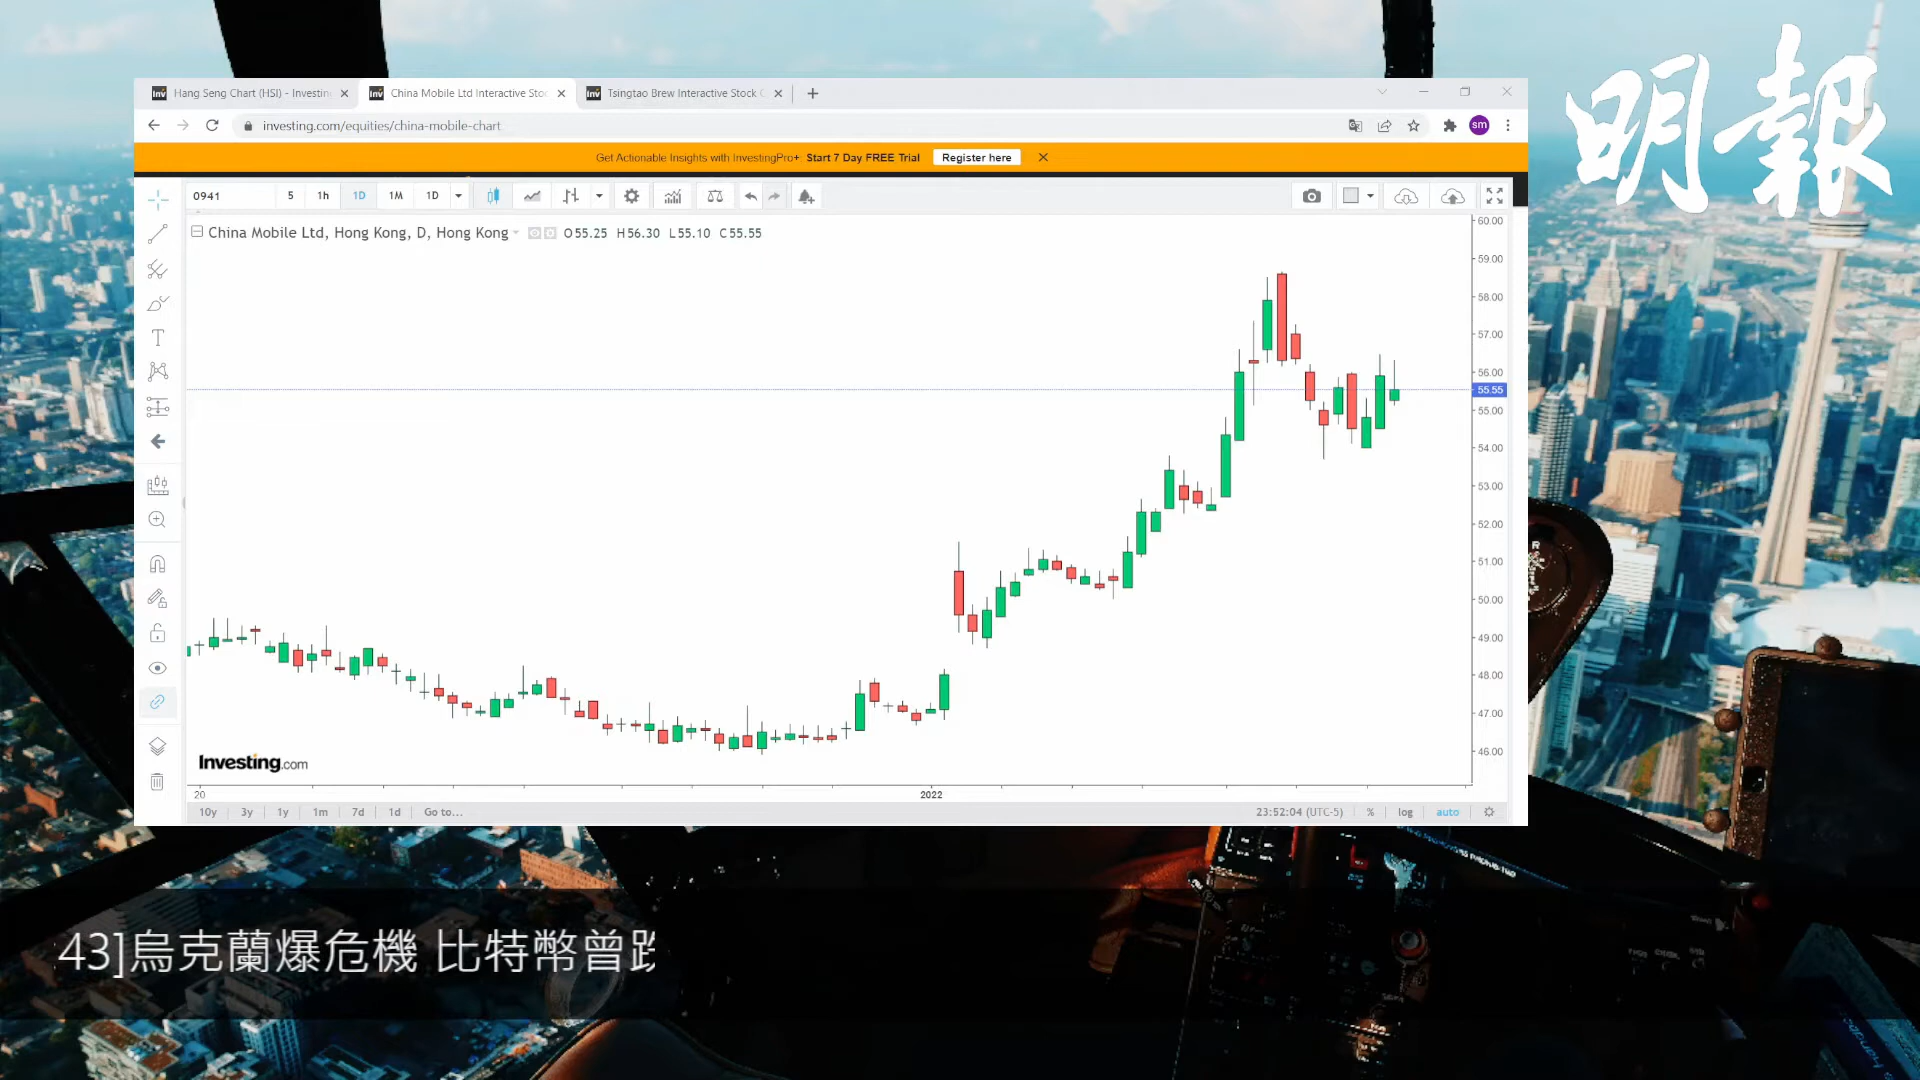 明報
Hang Seng Chart (HSI) - Investin
China Mobile Ltd Interactive Stoc
Tsingtao Brew Interactive Stock C
investing.com/equities/china-mobile-chart
sm
Get Actionable Insights with InvestingPro+: Start 7 Day FREE Trial
Register here
0941
5
1h
1D
1M
1D
China Mobile Ltd, Hong Kong, D, Hong Kong
O55.25 H56.30 L55.10 C55.55
60.00
59.00
58.00
57.00
56.00
55.55
55.00
54.00
53.00
52.00
51.00
50.00
49.00
48.00
47.00
46.00
Investing.com
20
2022
10y 3y 1y 1m 7d 1d Go to...
23:52:04 (UTC-5) % log auto
43]烏克蘭爆危機 比特幣曾跌